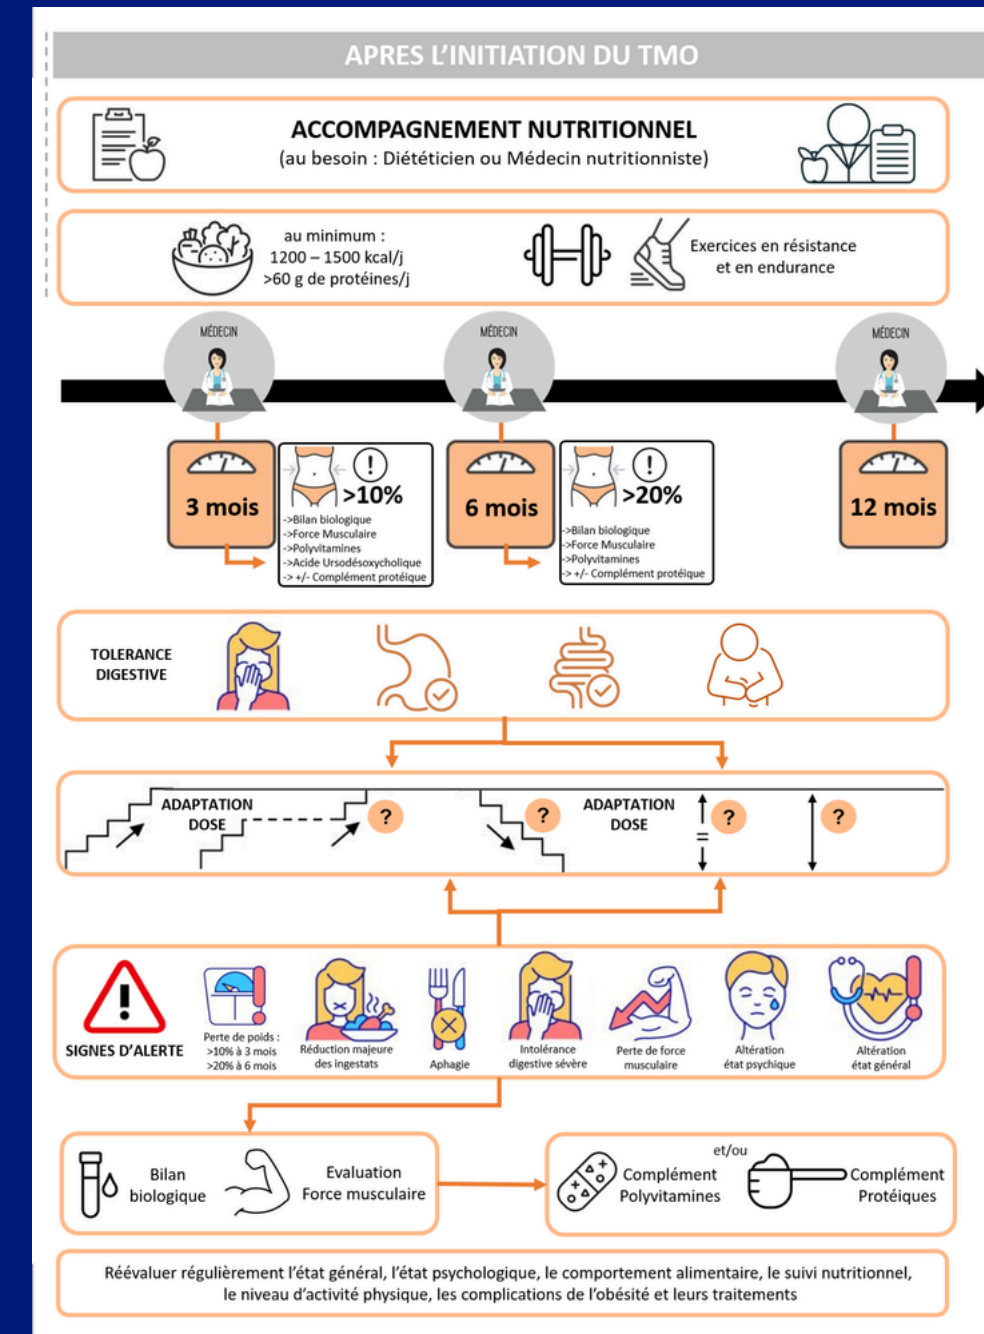 APRES L'INITIATION DU TMO
ACCOMPAGNEMENT NUTRITIONNEL
(au besoin : Diététicien ou Médecin nutritionniste)
au minimum :
1200 – 1500 kcal/j
>60 g de protéines/j
Exercices en résistance
et en endurance
MÉDECIN
MÉDECIN
MÉDECIN
3 mois
>10%
->Bilan biologique
->Force Musculaire
->Polyvitamines
->Acide Ursodésoxycholique
-> +/- Complément protéique
6 mois
>20%
->Bilan biologique
->Force Musculaire
->Polyvitamines
-> +/- Complément protéique
12 mois
TOLERANCE
DIGESTIVE
ADAPTATION
DOSE
?
?
ADAPTATION
DOSE
=
?
?
SIGNES D'ALERTE
Perte de poids :
>10% à 3 mois
>20% à 6 mois
Réduction majeure
des ingestats
Aphagie
Intolérance
digestive sévère
Perte de force
musculaire
Altération
état psychique
Altération
état général
Bilan
biologique
Evaluation
Force musculaire
et/ou
Complément
Polyvitamines
Complément
Protéiques
Réévaluer régulièrement l'état général, l'état psychologique, le comportement alimentaire, le suivi nutritionnel,
le niveau d'activité physique, les complications de l'obésité et leurs traitements